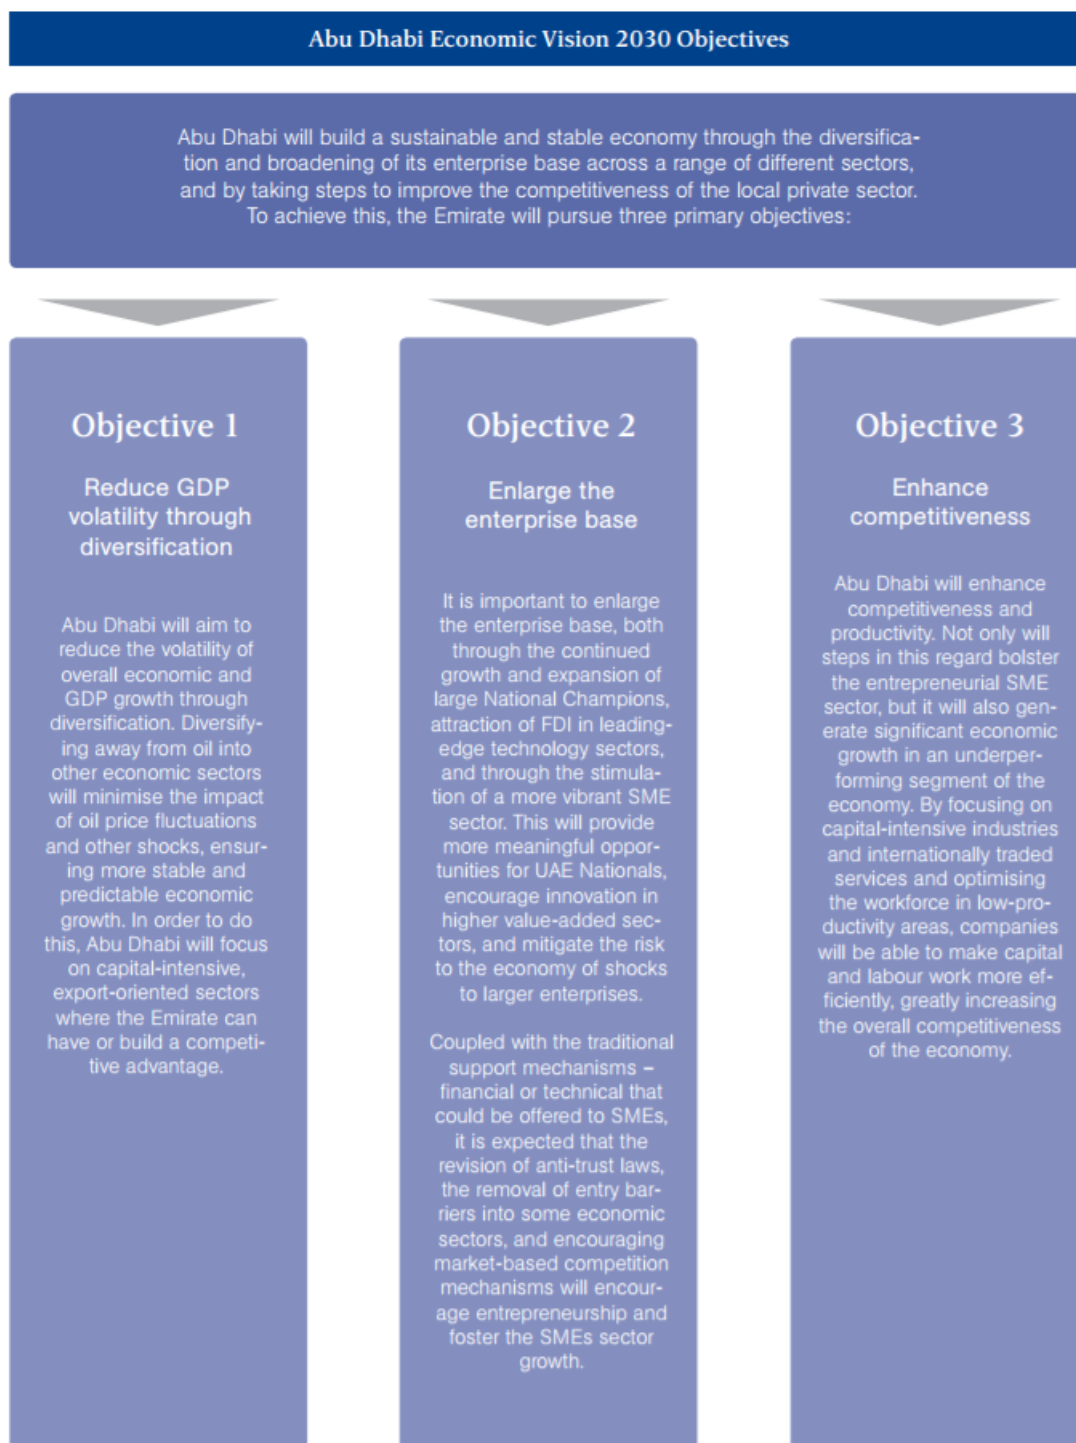 Abu Dhabi Economic Vision 2030 Objectives
Abu Dhabi will build a sustainable and stable economy through the diversifica-
tion and broadening of its enterprise base across a range of different sectors,
and by taking steps to improve the competitiveness of the local private sector.
To achieve this, the Emirate will pursue three primary objectives:
Objective 1
Reduce GDP
volatility through
diversification
Abu Dhabi will aim to
reduce the volatility of
overall economic and
GDP growth through
diversification. Diversify-
ing away from oil into
other economic sectors
will minimise the impact
of oil price fluctuations
and other shocks, ensur-
ing more stable and
predictable economic
growth. In order to do
this, Abu Dhabi will focus
on capital-intensive,
export-oriented sectors
where the Emirate can
have or build a competi-
tive advantage.
Objective 2
Enlarge the
enterprise base
It is important to enlarge
the enterprise base, both
through the continued
growth and expansion of
large National Champions,
attraction of FDI in leading-
edge technology sectors,
and through the stimula-
tion of a more vibrant SME
sector. This will provide
more meaningful oppor-
tunities for UAE Nationals,
encourage innovation in
higher value-added sec-
tors, and mitigate the risk
to the economy of shocks
to larger enterprises.
Coupled with the traditional
support mechanisms –
financial or technical that
could be offered to SMEs,
it is expected that the
revision of anti-trust laws,
the removal of entry bar-
riers into some economic
sectors, and encouraging
market-based competition
mechanisms will encour-
age entrepreneurship and
foster the SMEs sector
growth.
Objective 3
Enhance
competitiveness
Abu Dhabi will enhance
competitiveness and
productivity. Not only will
steps in this regard bolster
the entrepreneurial SME
sector, but it will also gen-
erate significant economic
growth in an underper-
forming segment of the
economy. By focusing on
capital-intensive industries
and internationally traded
services and optimising
the workforce in low-pro-
ductivity areas, companies
will be able to make capital
and labour work more ef-
ficiently, greatly increasing
the overall competitiveness
of the economy.